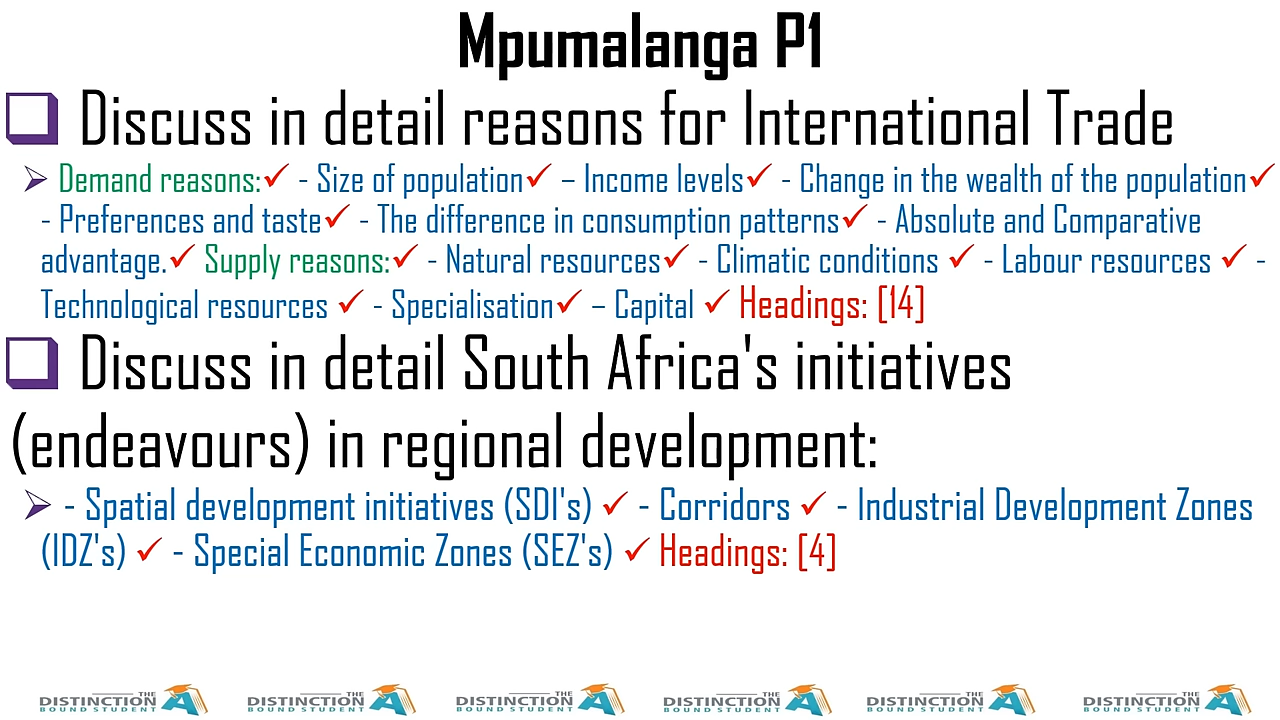 Mpumalanga P1
❑ Discuss in detail reasons for International Trade
➢ Demand reasons:✓ - Size of population✓ – Income levels✓ - Change in the wealth of the population✓
- Preferences and taste✓ - The difference in consumption patterns✓ - Absolute and Comparative
advantage.✓ Supply reasons:✓ - Natural resources✓ - Climatic conditions ✓ - Labour resources ✓ -
Technological resources ✓ - Specialisation✓ – Capital ✓ Headings: [14]
❑ Discuss in detail South Africa's initiatives
(endeavours) in regional development:
➢ - Spatial development initiatives (SDI's) ✓ - Corridors ✓ - Industrial Development Zones
(IDZ's) ✓ - Special Economic Zones (SEZ's) ✓ Headings: [4]
THE DISTINCTION BOUND STUDENT A
THE DISTINCTION BOUND STUDENT A
THE DISTINCTION BOUND STUDENT A
THE DISTINCTION BOUND STUDENT A
THE DISTINCTION BOUND STUDENT A
THE DISTINCTION BOUND STUDENT A